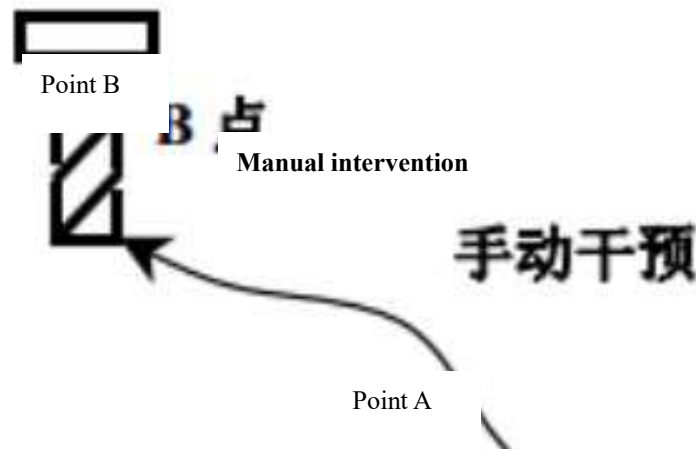 Point B
B 点
Manual intervention
手动干预
Point A